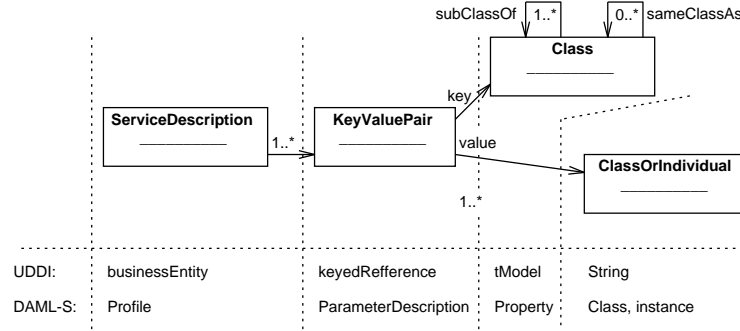 subClassOf 1..* 0..* sameClassAs
Class
key
ServiceDescription
1..*
KeyValuePair
value
ClassOrIndividual
1..*
UDDI: businessEntity keyedRefference tModel String
DAML-S: Profile ParameterDescription Property Class, instance